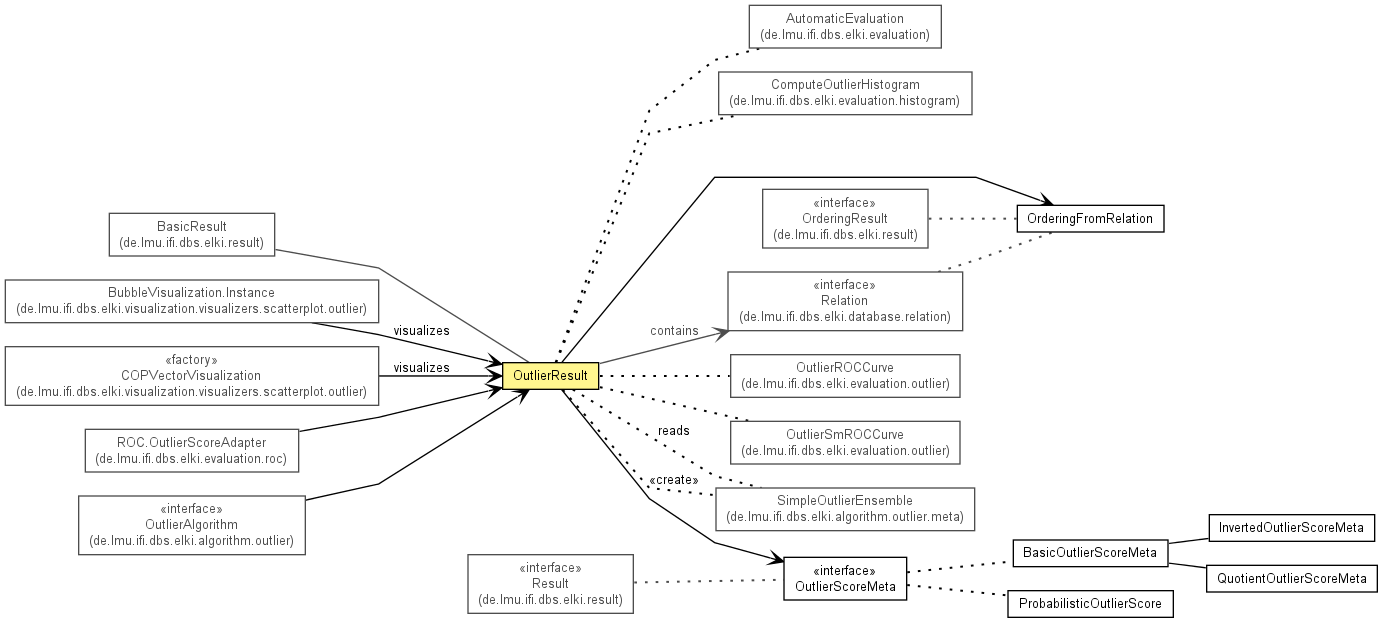 AutomaticEvaluation
(de.lmu.ifi.dbs.elki.evaluation)
ComputeOutlierHistogram
(de.lmu.ifi.dbs.elki.evaluation.histogram)
«interface»
OrderingResult
(de.lmu.ifi.dbs.elki.result)
OrderingFromRelation
BasicResult
(de.lmu.ifi.dbs.elki.result)
«interface»
Relation
(de.lmu.ifi.dbs.elki.database.relation)
BubbleVisualization.Instance
(de.lmu.ifi.dbs.elki.visualization.visualizers.scatterplot.outlier)
visualizes
contains
«factory»
COPVectorVisualization
(de.lmu.ifi.dbs.elki.visualization.visualizers.scatterplot.outlier)
visualizes
OutlierResult
OutlierROCCurve
(de.lmu.ifi.dbs.elki.evaluation.outlier)
ROC.OutlierScoreAdapter
(de.lmu.ifi.dbs.elki.evaluation.roc)
reads
OutlierSmROCCurve
(de.lmu.ifi.dbs.elki.evaluation.outlier)
«interface»
OutlierAlgorithm
(de.lmu.ifi.dbs.elki.algorithm.outlier)
«create»
SimpleOutlierEnsemble
(de.lmu.ifi.dbs.elki.algorithm.outlier.meta)
«interface»
Result
(de.lmu.ifi.dbs.elki.result)
«interface»
OutlierScoreMeta
BasicOutlierScoreMeta
InvertedOutlierScoreMeta
QuotientOutlierScoreMeta
ProbabilisticOutlierScore